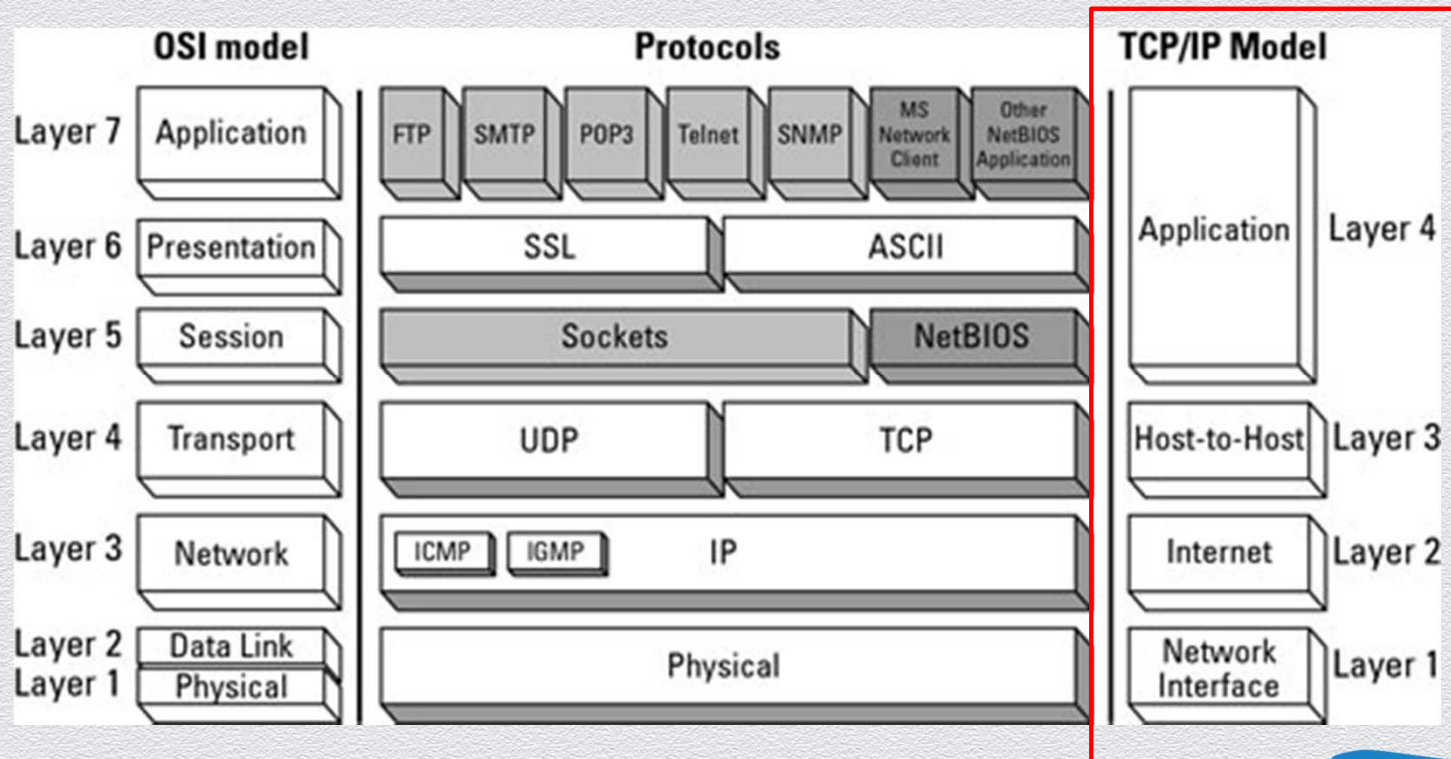 OSI model
Protocols
TCP/IP Model
Layer 7
Application
FTP
SMTP
POP3
Telnet
SNMP
MS
Network
Client
Other
NetBIOS
Application
Layer 6
Presentation
SSL
ASCII
Application
Layer 4
Layer 5
Session
Sockets
NetBIOS
Layer 4
Transport
UDP
TCP
Host-to-Host
Layer 3
Layer 3
Network
ICMP
IGMP
IP
Internet
Layer 2
Layer 2
Data Link
Layer 1
Physical
Physical
Network
Interface
Layer 1